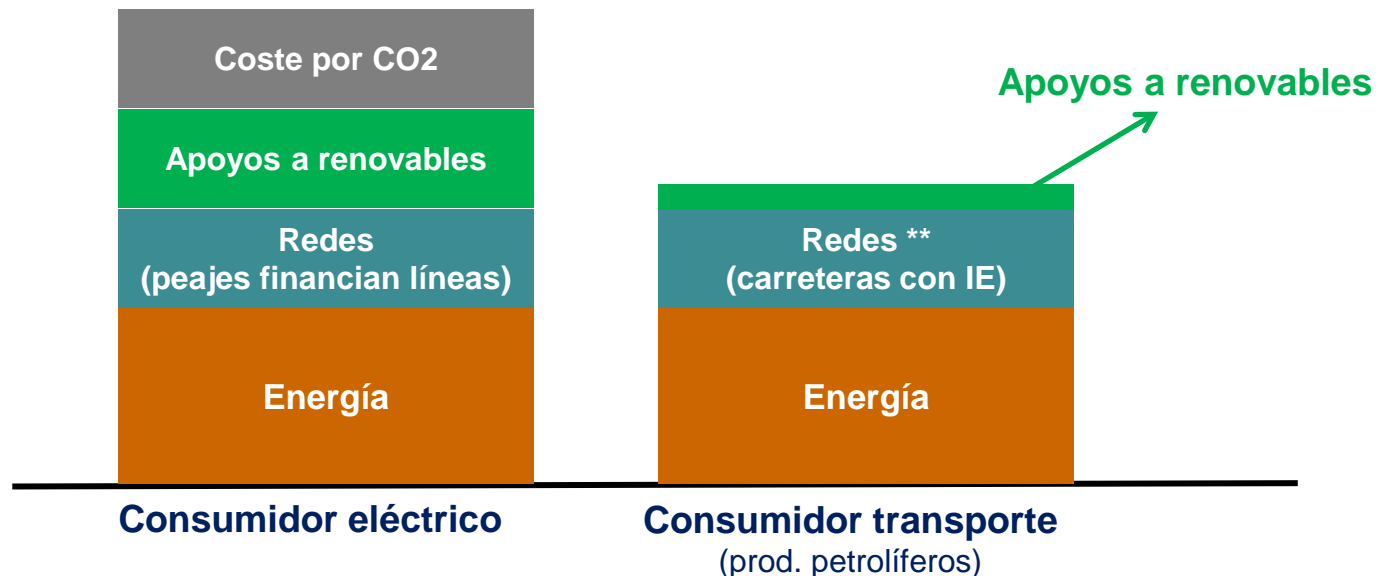 Coste por CO2
Apoyos a renovables
Redes
(peajes financian líneas)
Energía
Consumidor eléctrico
Apoyos a renovables
Redes **
(carreteras con IE)
Energía
Consumidor transporte
(prod. petrolíferos)